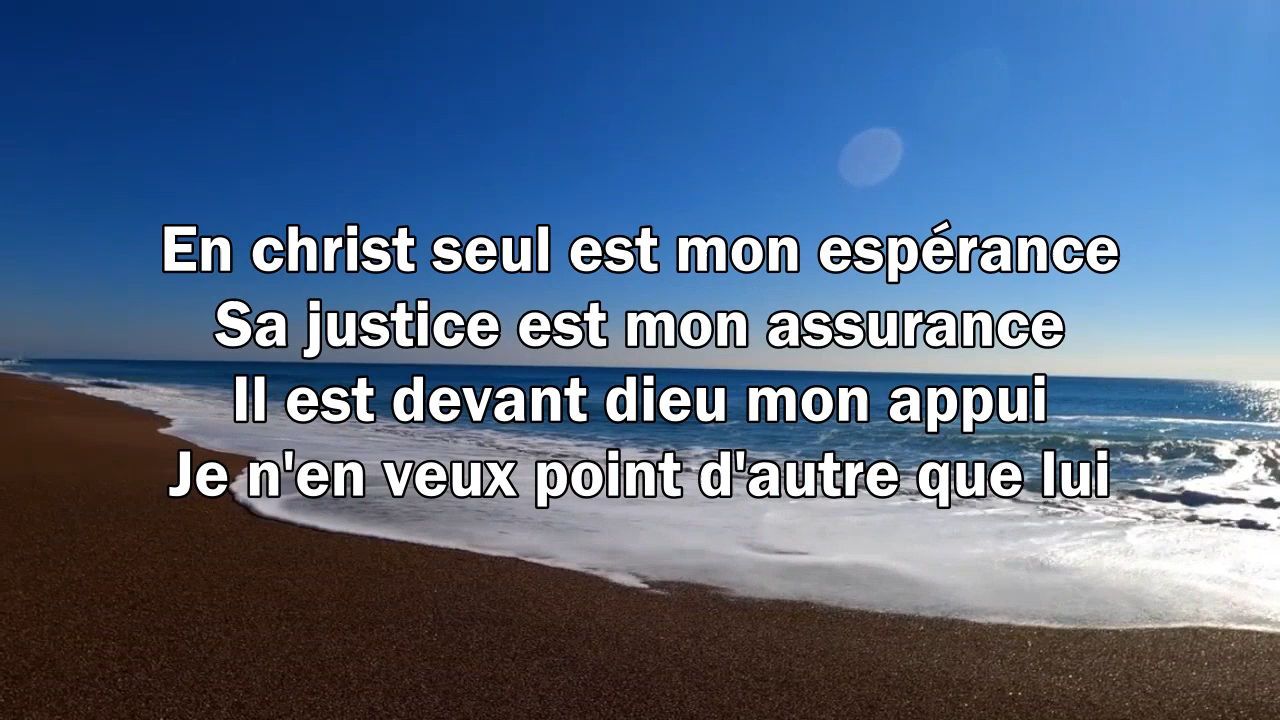 En christ seul est mon espérance
Sa justice est mon assurance
Il est devant dieu mon appui
Je n'en veux point d'autre que lui